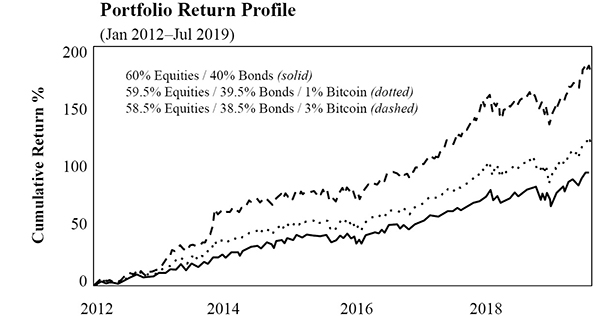 Portfolio Return Profile
(Jan 2012–Jul 2019)
200
60% Equities / 40% Bonds (solid)
59.5% Equities / 39.5% Bonds / 1% Bitcoin (dotted)
58.5% Equities / 38.5% Bonds / 3% Bitcoin (dashed)
150
100
50
0
Cumulative Return %
2012 2014 2016 2018